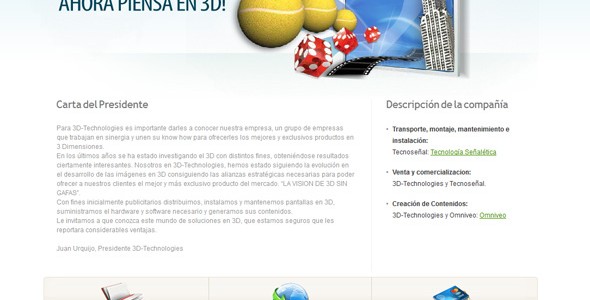 AHORA PIENSA EN 3D!
Carta del Presidente
Para 3D-Technologies es importante darles a conocer nuestra empresa, un grupo de empresas
que trabajan en sinergia y unen su know how para ofrecerles los mejores y exclusivos productos en
3 Dimensiones.
En los últimos años se ha estado investigando el 3D con distintos fines, obteniéndose resultados
ciertamente interesantes. Nosotros en 3D-Technologies, hemos estado siguiendo la evolución en
el desarrollo de las imágenes en 3D consiguiendo las alianzas estratégicas necesarias para poder
ofrecer a nuestros clientes el mejor y más exclusivo producto del mercado. "LA VISION DE 3D SIN
GAFAS".
Con fines inicialmente publicitarios distribuimos, instalamos y mantenemos pantallas en 3D,
suministramos el hardware y software necesario y generamos sus contenidos.
Le invitamos a que conozca este mundo de soluciones en 3D, que estamos seguros que les
reportara considerables ventajas.
Juan Urquijo, Presidente 3D-Technologies
Descripción de la compañía
Transporte, montaje, mantenimiento e
instalación:
Tecnoseñal: Tecnología Señalética
Venta y comercializacion:
3D-Technologies y Tecnoseñal.
Creación de Contenidos:
3D-Technologies y Omniveo: Omniveo